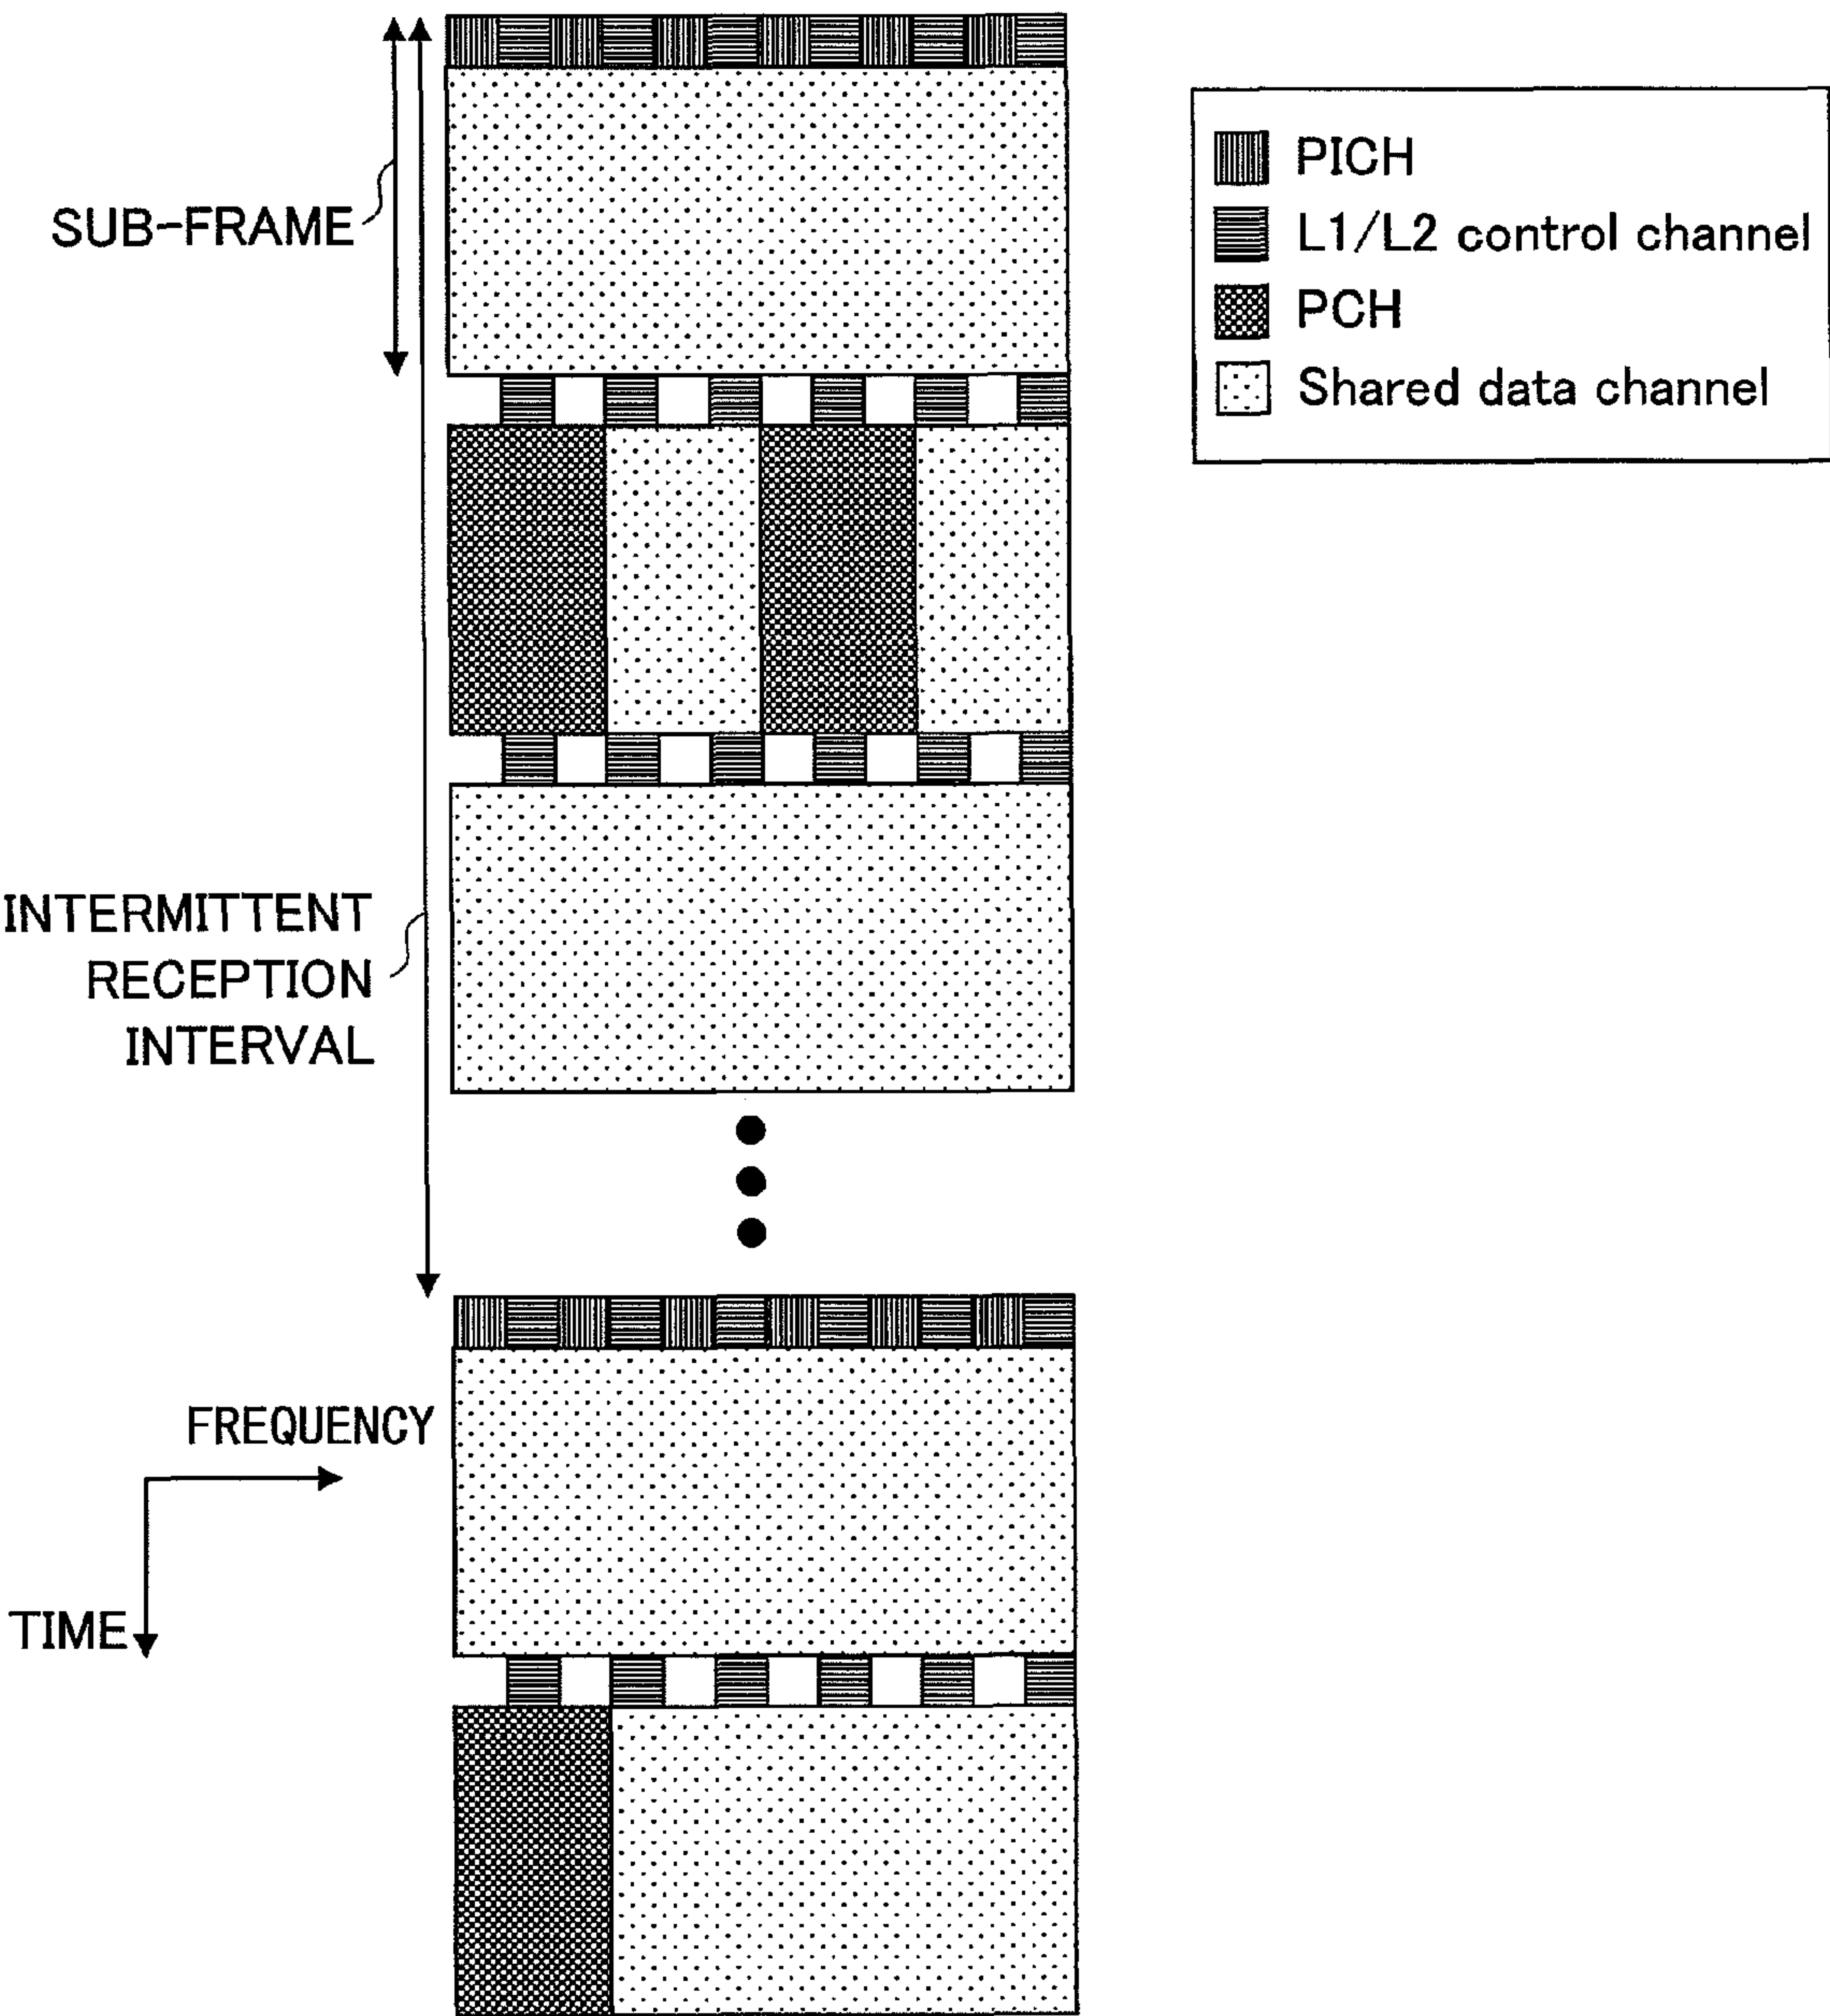 SUB-FRAME
PICH
L1/L2 control channel
PCH
Shared data channel
INTERMITTENT
RECEPTION
INTERVAL
FREQUENCY
TIME